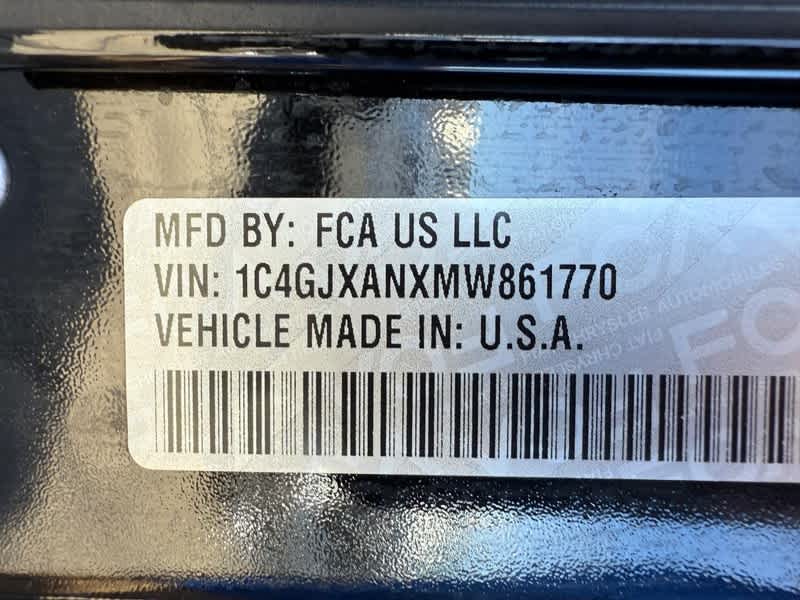 MFD BY: FCA US LLC
VIN: 1C4GJXANXMW861770
VEHICLE MADE IN: U.S.A.